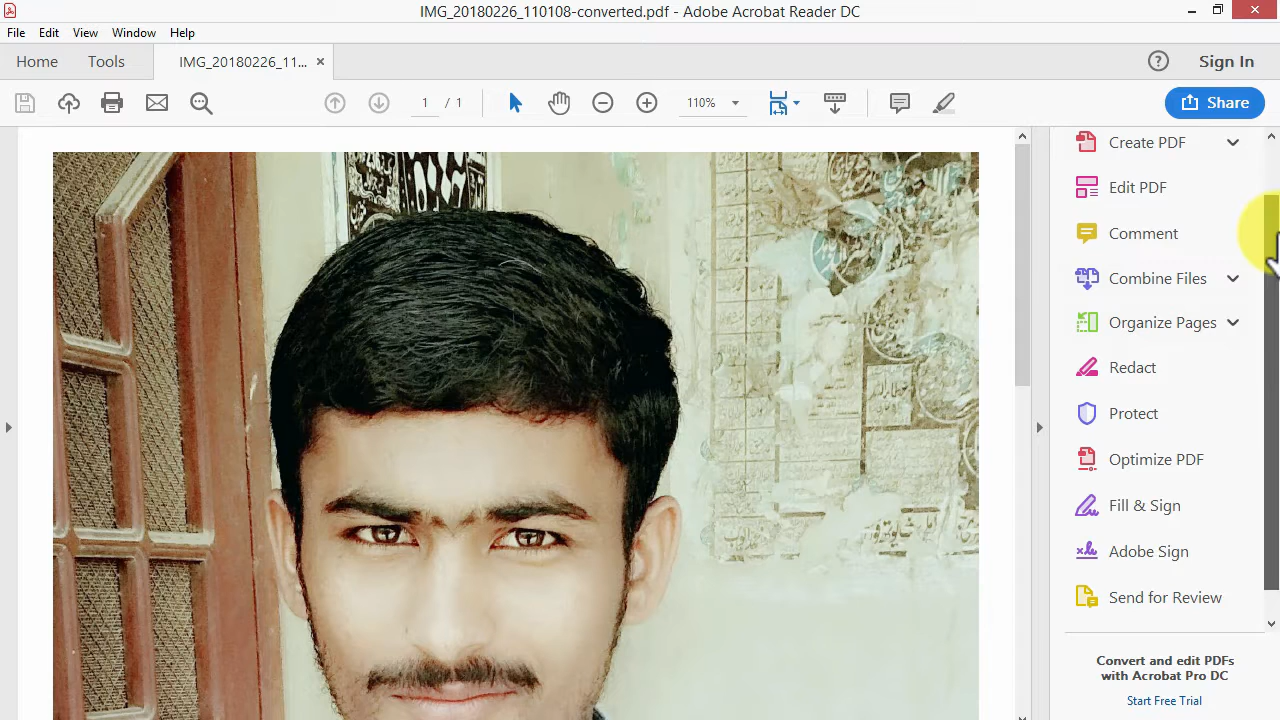 IMG_20180226_110108-converted.pdf - Adobe Acrobat Reader DC
File Edit View Window Help
Home Tools IMG_20180226_11... × Sign In
1 / 1 110% Share
Create PDF
Edit PDF
Comment
Combine Files
Organize Pages
Redact
Protect
Optimize PDF
Fill & Sign
Adobe Sign
Send for Review
Convert and edit PDFs
with Acrobat Pro DC
Start Free Trial